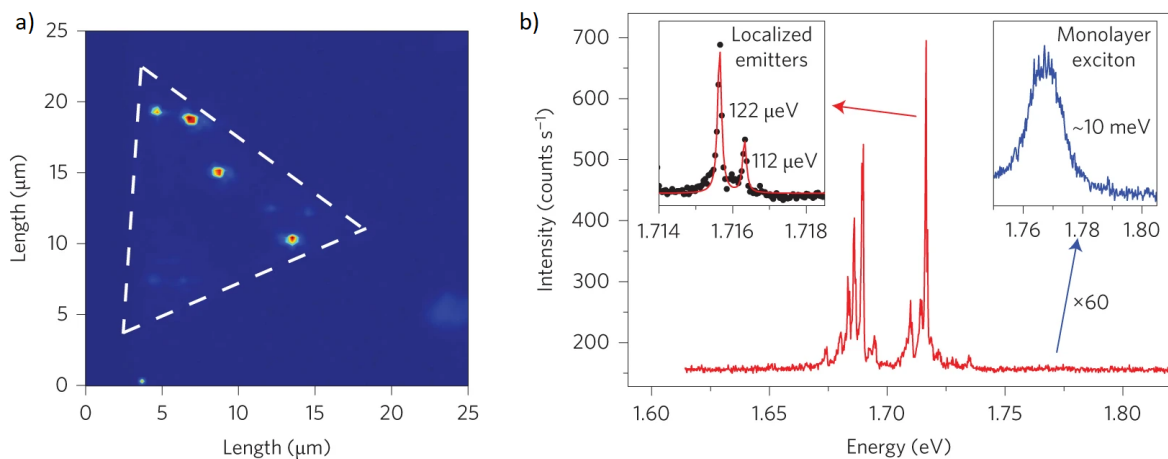 a)
25
20
15
10
5
0
Length (μm)
0 5 10 15 20 25
Length (μm)
b)
700
600
500
400
300
200
Intensity (counts s⁻¹)
Localized
emitters
122 μeV
112 μeV
1.714 1.716 1.718
Monolayer
exciton
~10 meV
1.76 1.78 1.80
×60
1.60 1.65 1.70 1.75 1.80
Energy (eV)